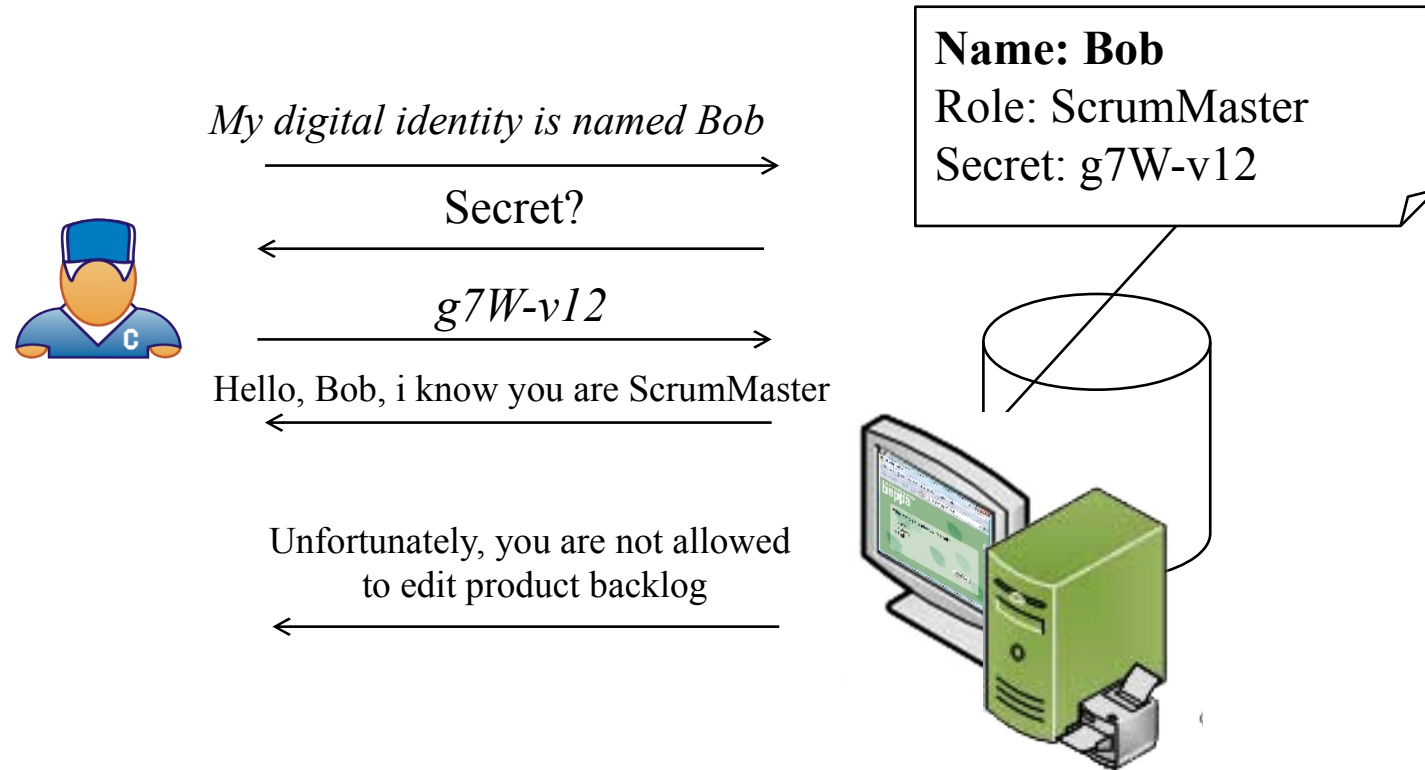 My digital identity is named Bob
Secret?
g7W-v12
Hello, Bob, i know you are ScrumMaster
Unfortunately, you are not allowed
to edit product backlog
Name: Bob
Role: ScrumMaster
Secret: g7W-v12
C